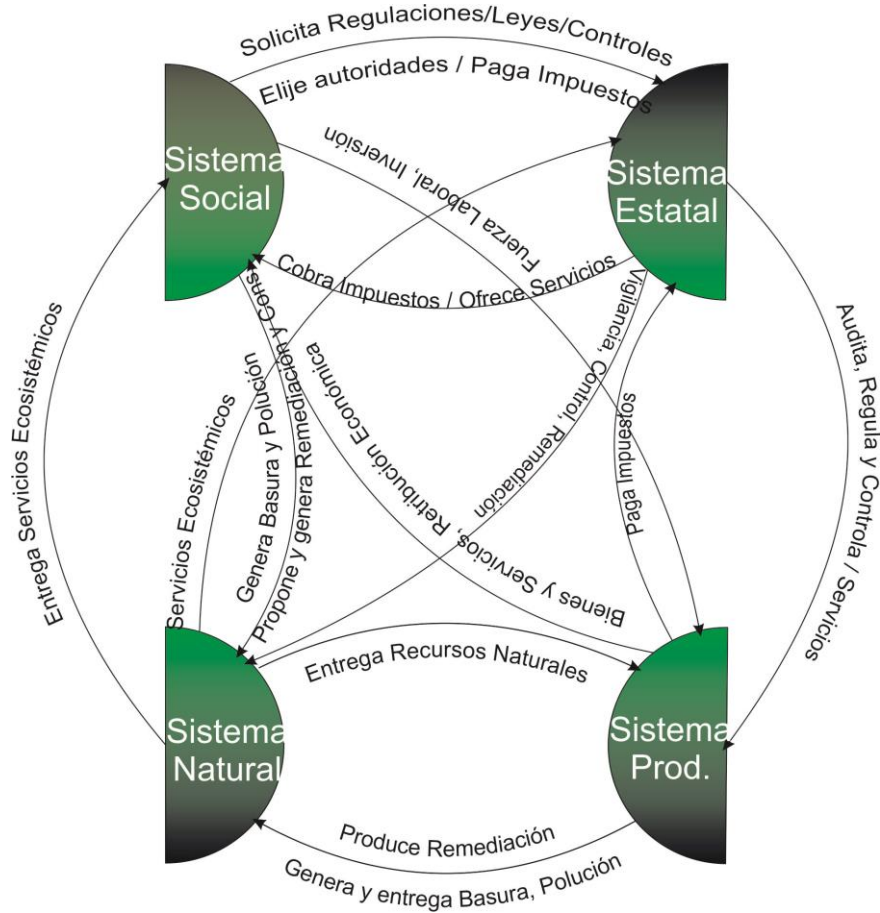 Solicita Regulaciones/Leyes/Controles
Elije autoridades / Paga Impuestos
Sistema
Social
Sistema
Estatal
Fuerza Laboral, Inversión
Cobra Impuestos / Ofrece Servicios
Vigilancia, Control, Remediación
Entrega Servicios Ecosistémicos
Servicios Ecosistémicos
Genera Basura y Polución
Propone y genera Remediación y Cons
Bienes y Servicios, Retribución Económica
Paga Impuestos
Audita, Regula y Controla / Servicios
Entrega Recursos Naturales
Sistema
Natural
Sistema
Prod.
Produce Remediación
Genera y entrega Basura, Polución